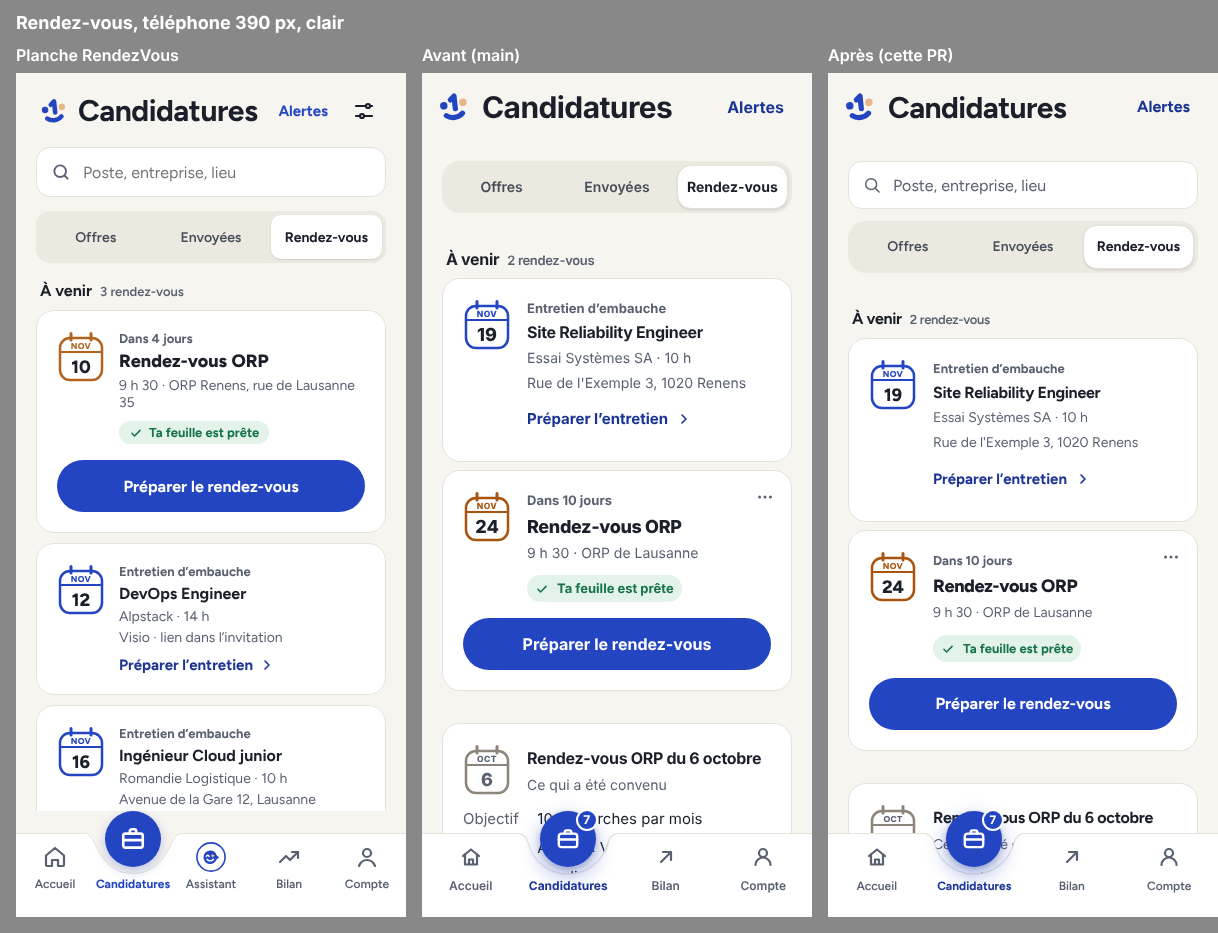 Rendez-vous, téléphone 390 px, clair
Planche RendezVous
Candidatures
Alertes
Poste, entreprise, lieu
Offres
Envoyées
Rendez-vous
À venir 3 rendez-vous
NOV
10
Dans 4 jours
Rendez-vous ORP
9 h 30 · ORP Renens, rue de Lausanne
35
Ta feuille est prête
Préparer le rendez-vous
NOV
12
Entretien d’embauche
DevOps Engineer
Alpstack · 14 h
Visio · lien dans l’invitation
Préparer l’entretien
NOV
16
Entretien d’embauche
Ingénieur Cloud junior
Romandie Logistique · 10 h
Avenue de la Gare 12, Lausanne
Accueil
Candidatures
Assistant
Bilan
Compte
Avant (main)
Candidatures
Alertes
Offres
Envoyées
Rendez-vous
À venir 2 rendez-vous
NOV
19
Entretien d’embauche
Site Reliability Engineer
Essai Systèmes SA · 10 h
Rue de l'Exemple 3, 1020 Renens
Préparer l’entretien
NOV
24
Dans 10 jours
Rendez-vous ORP
9 h 30 · ORP de Lausanne
Ta feuille est prête
Préparer le rendez-vous
OCT
6
Rendez-vous ORP du 6 octobre
Ce qui a été convenu
Objectif
par mois
7
Accueil
Candidatures
Bilan
Compte
Après (cette PR)
Candidatures
Alertes
Poste, entreprise, lieu
Offres
Envoyées
Rendez-vous
À venir 2 rendez-vous
NOV
19
Entretien d’embauche
Site Reliability Engineer
Essai Systèmes SA · 10 h
Rue de l'Exemple 3, 1020 Renens
Préparer l’entretien
NOV
24
Dans 10 jours
Rendez-vous ORP
9 h 30 · ORP de Lausanne
Ta feuille est prête
Préparer le rendez-vous
OCT
ORP du 6 octobre
7
Accueil
Candidatures
Bilan
Compte